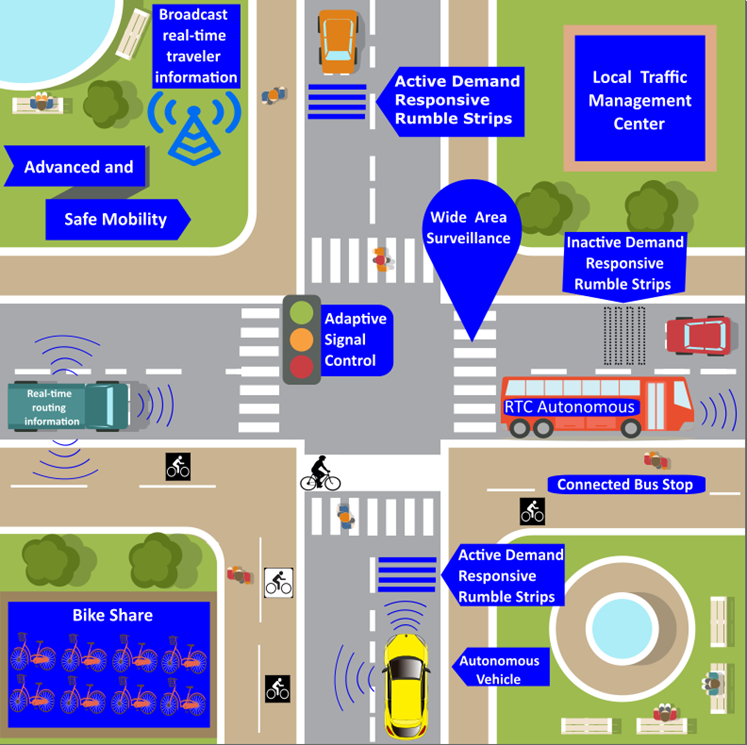 Broadcast
real-time
traveler
information
Active Demand
Responsive
Rumble Strips
Local Traffic
Management
Center
Advanced and
Safe Mobility
Wide Area
Surveillance
Inactive Demand
Responsive
Rumble Strips
Adaptive
Signal
Control
Real-time
routing
information
RTC Autonomous
Connected Bus Stop
Active Demand
Responsive
Rumble Strips
Bike Share
Autonomous
Vehicle